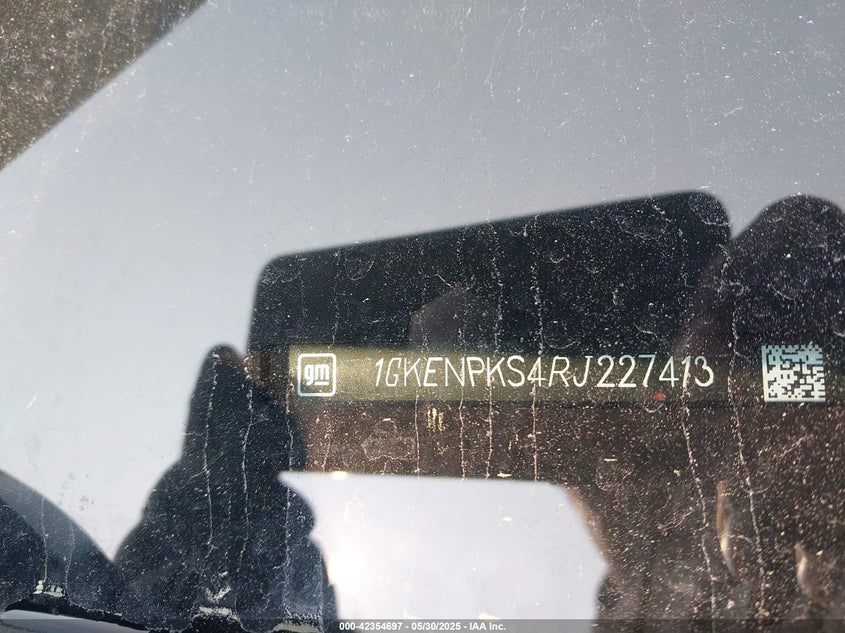 gm 1GKENPKS4RJ227413
000-42354697 - 05/30/2025 - IAA Inc.